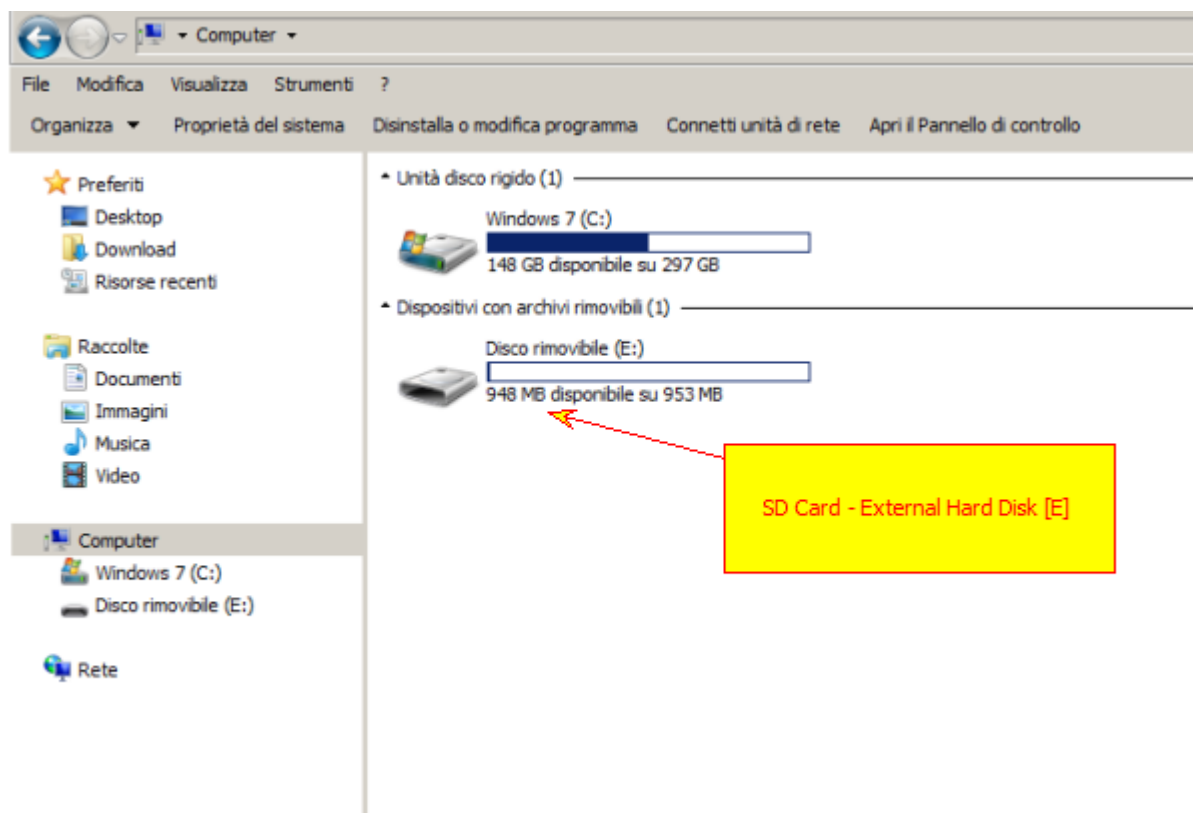 Computer
File Modifica Visualizza Strumenti ?
Organizza Proprietà del sistema Disinstalla o modifica programma Connetti unità di rete Apri il Pannello di controllo
Preferiti
Desktop
Download
Risorse recenti
Raccolte
Documenti
Immagini
Musica
Video
Computer
Windows 7 (C:)
Disco rimovibile (E:)
Rete
Unità disco rigido (1)
Windows 7 (C:)
148 GB disponibile su 297 GB
Dispositivi con archivi rimovibili (1)
Disco rimovibile (E:)
948 MB disponibile su 953 MB
SD Card - External Hard Disk [E]